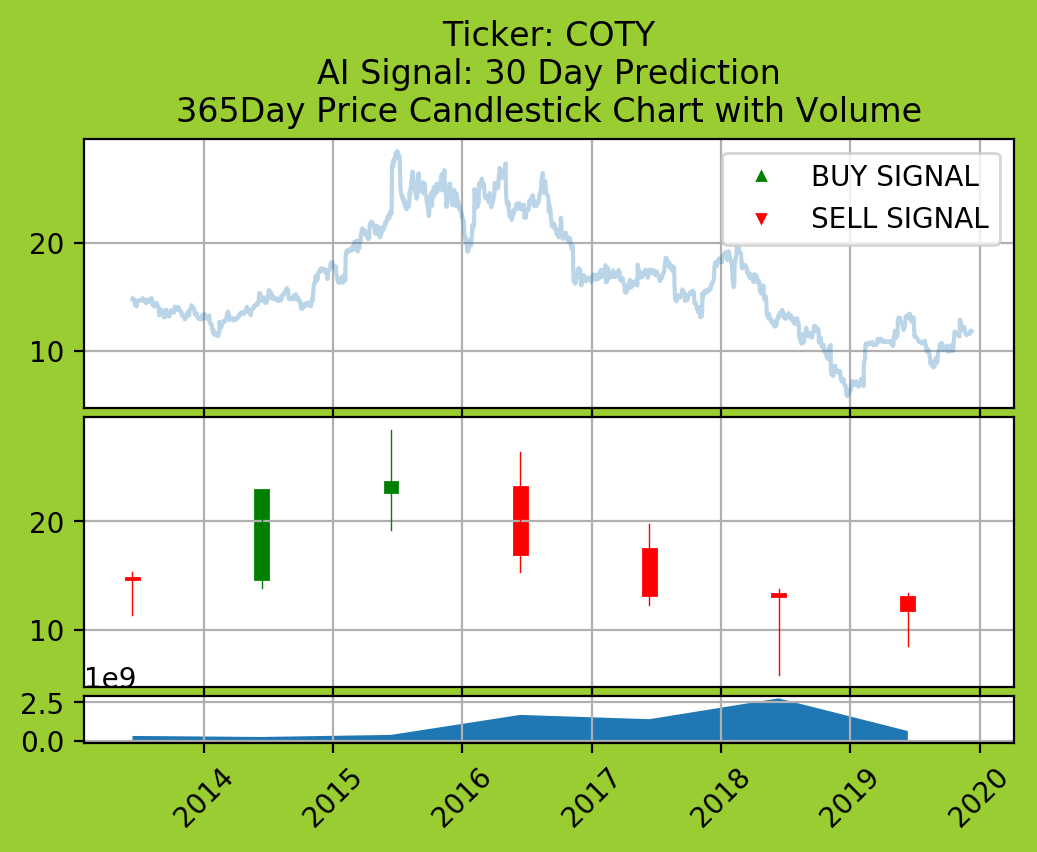 Ticker: COTY
AI Signal: 30 Day Prediction
365Day Price Candlestick Chart with Volume
BUY SIGNAL
SELL SIGNAL
20
10
20
10
1e9
2.5
0.0
2014 2015 2016 2017 2018 2019 2020